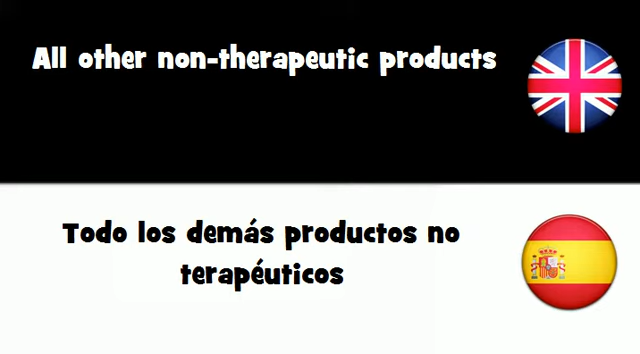 All other non-therapeutic products
Todo los demás productos no
terapéuticos